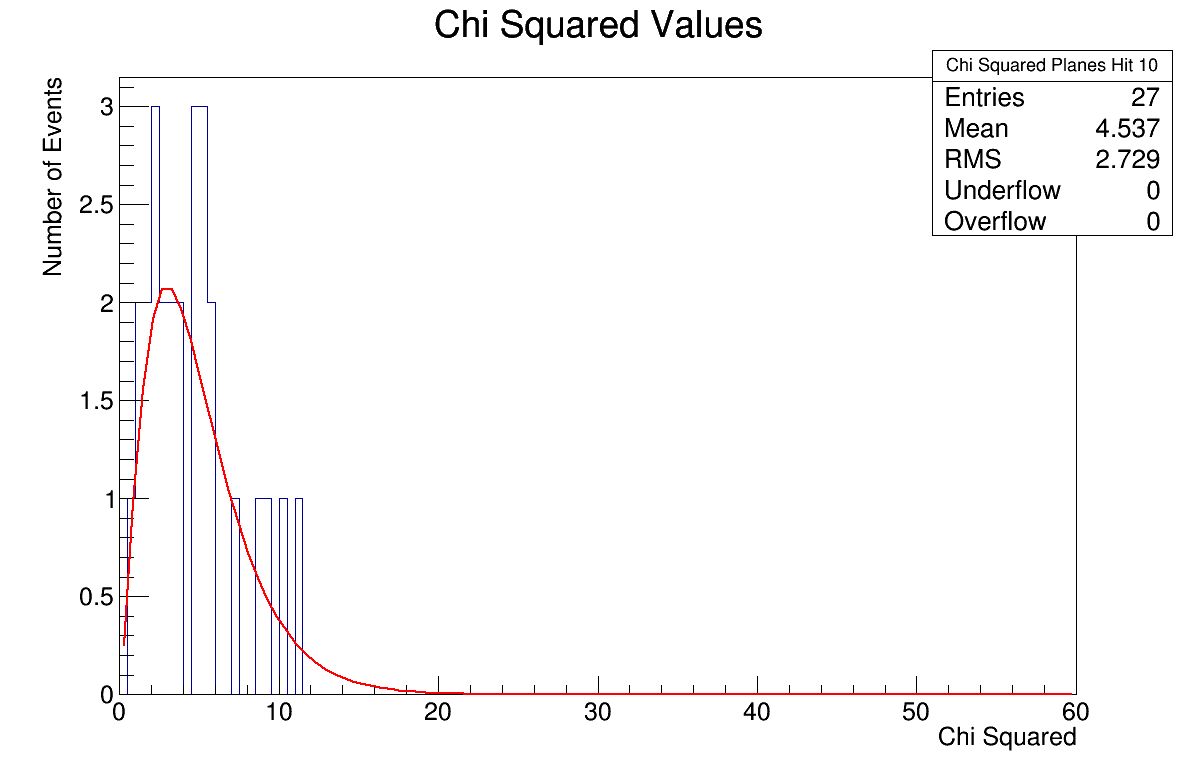 Chi Squared Values
Chi Squared Planes Hit 10
Entries 27
Mean 4.537
RMS 2.729
Underflow 0
Overflow 0
Number of Events
3
2.5
2
1.5
1
0.5
0
0 10 20 30 40 50 60
Chi Squared